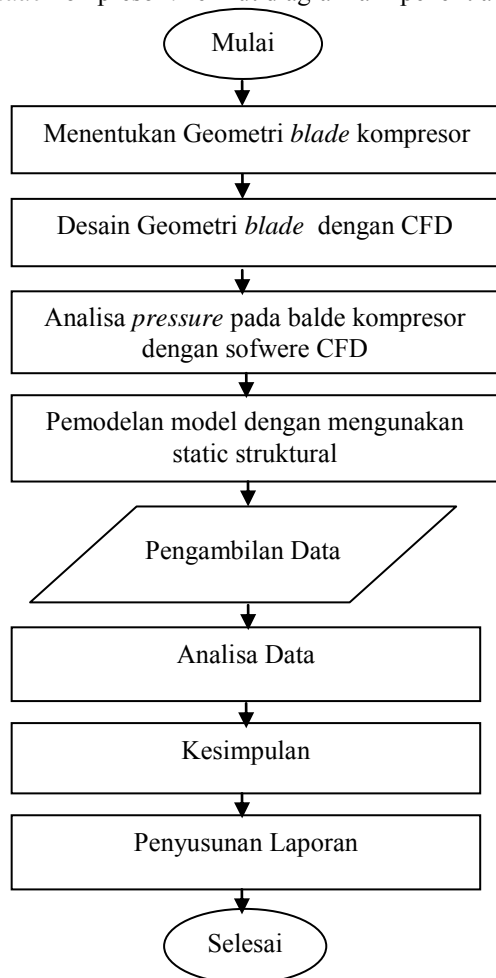 Mulai
Menentukan Geometri blade kompresor
Desain Geometri blade dengan CFD
Analisa pressure pada balde kompresor
dengan sofwere CFD
Pemodelan model dengan mengunakan
static struktural
Pengambilan Data
Analisa Data
Kesimpulan
Penyusunan Laporan
Selesai